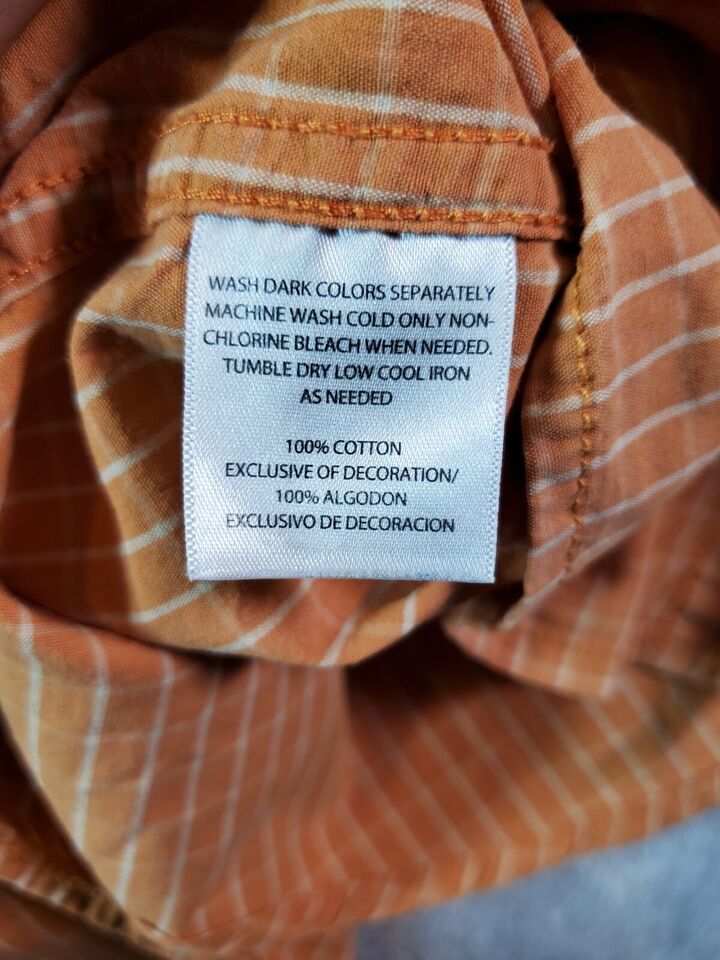 WASH DARK COLORS SEPARATELY
MACHINE WASH COLD ONLY NON-
CHLORINE BLEACH WHEN NEEDED.
TUMBLE DRY LOW COOL IRON
AS NEEDED
100% COTTON
EXCLUSIVE OF DECORATION/
100% ALGODON
EXCLUSIVO DE DECORACION